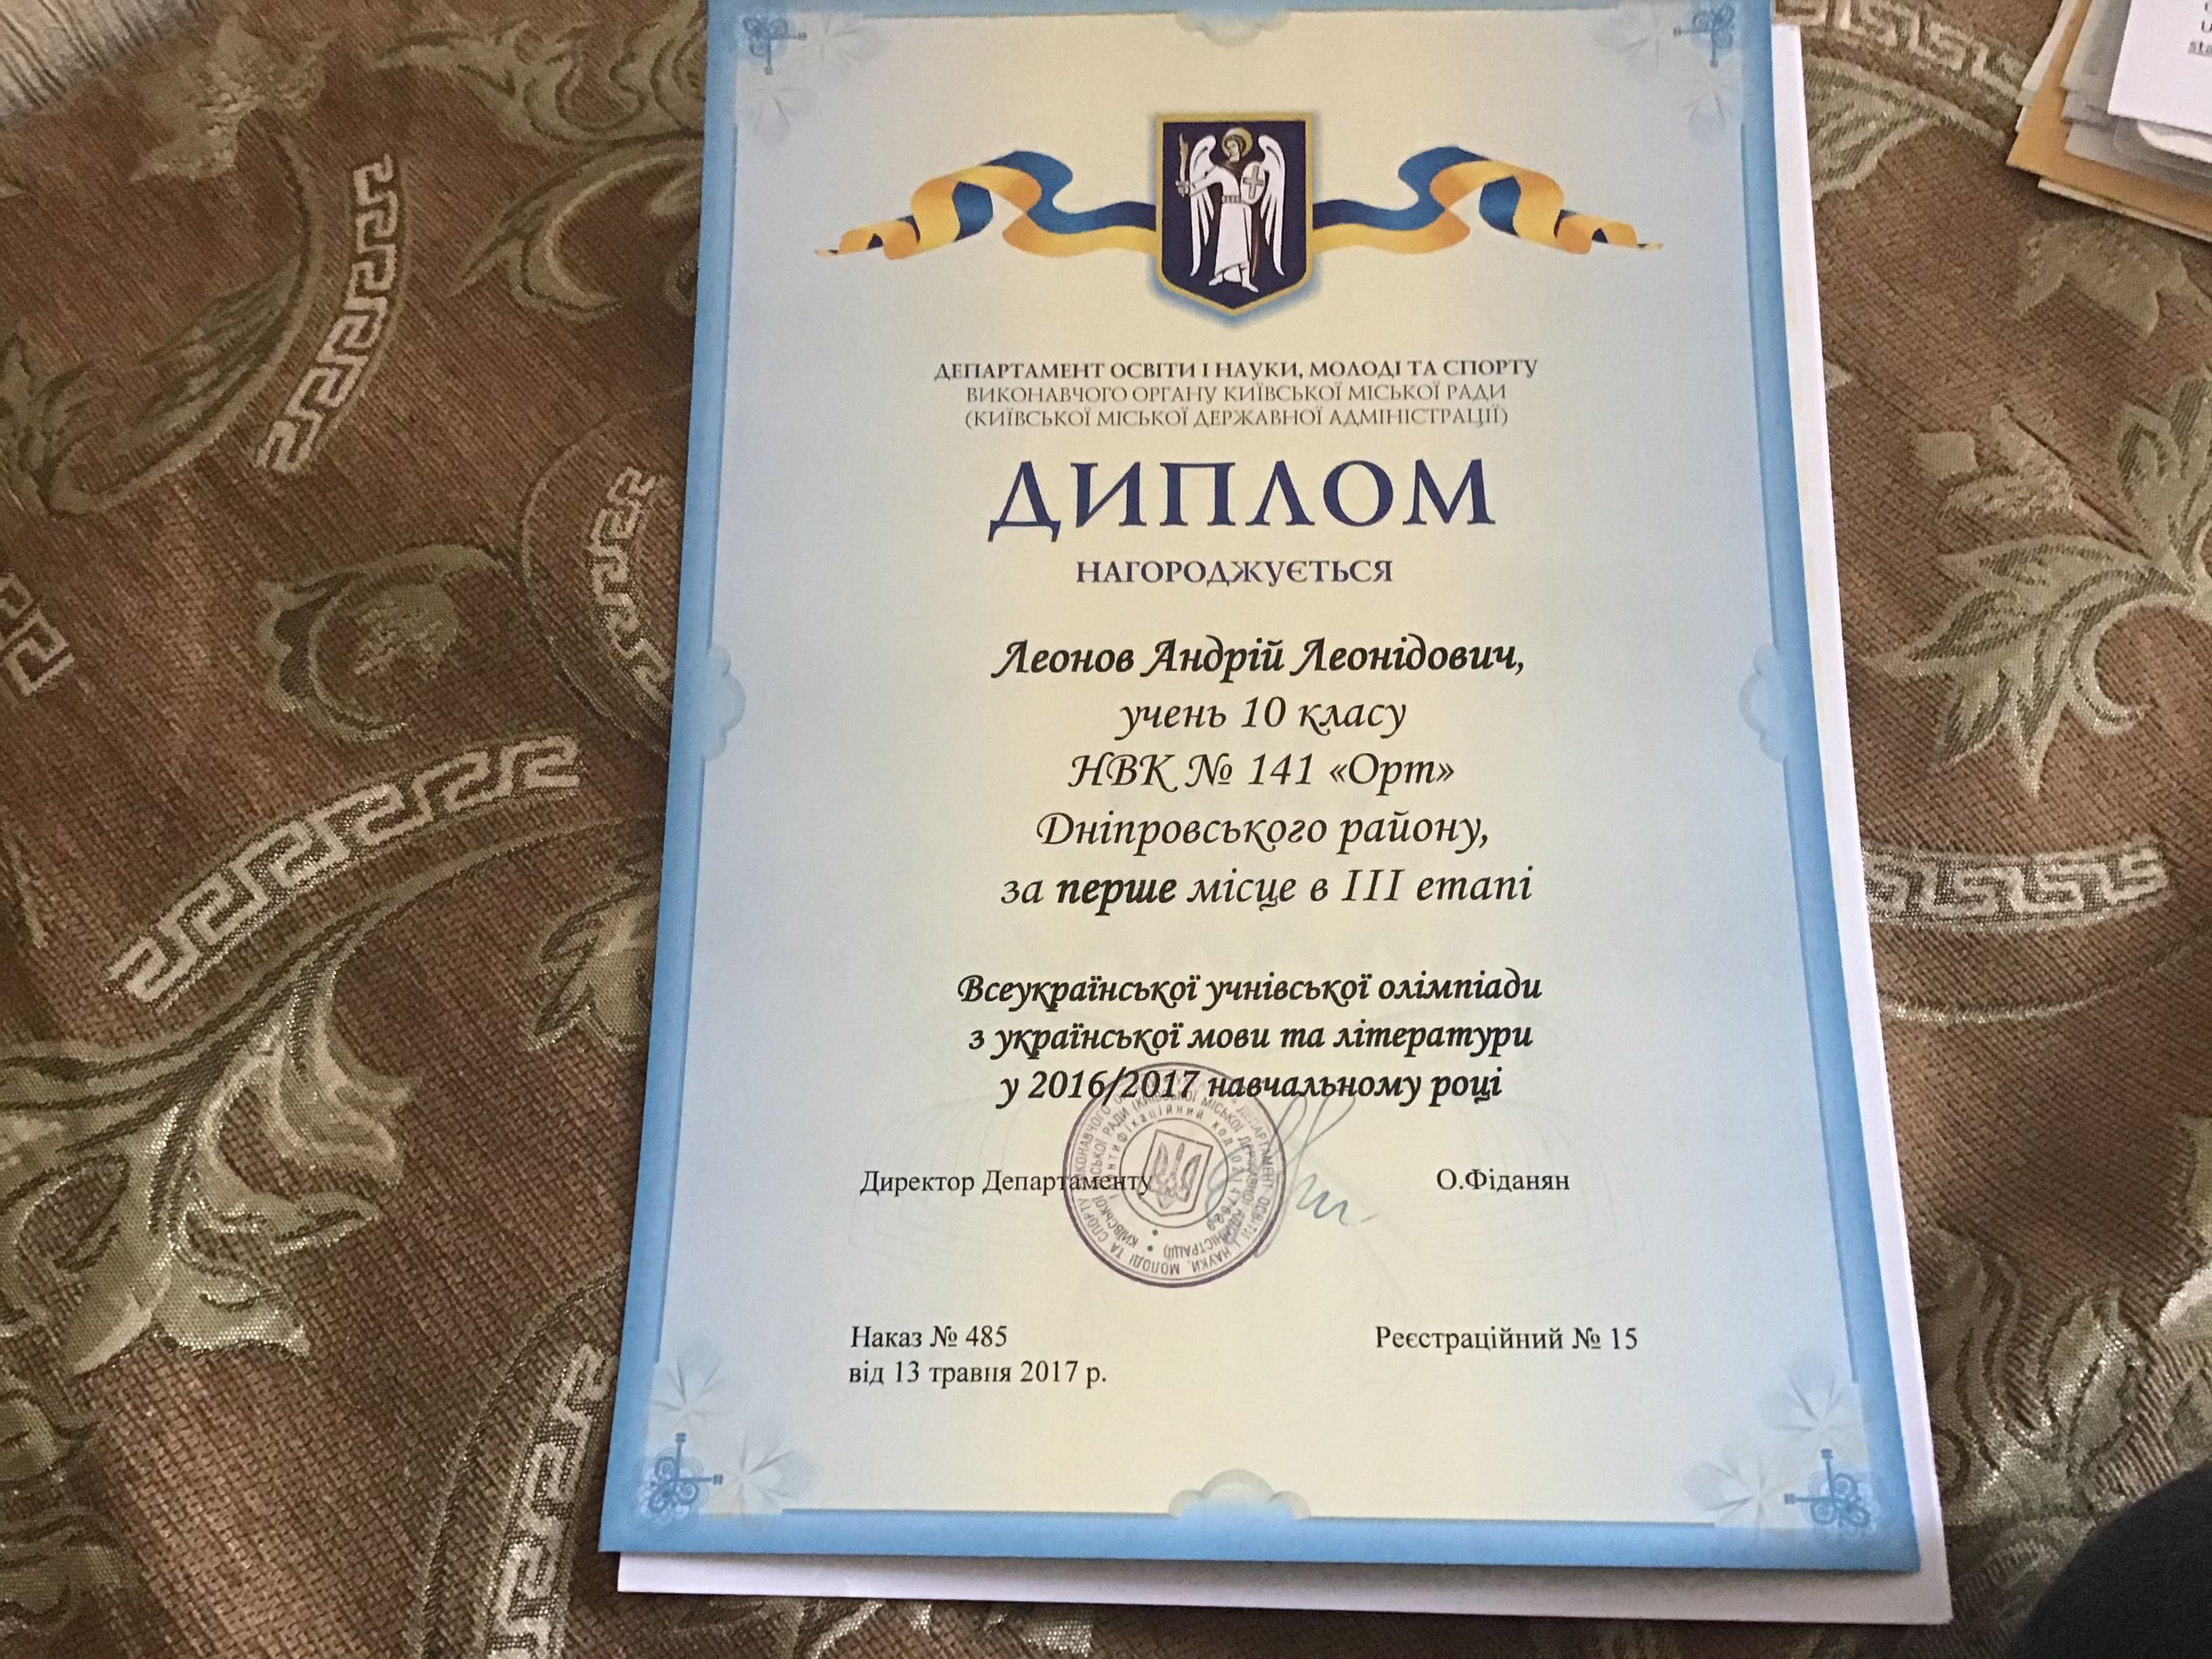 ДЕПАРТАМЕНТ ОСВІТИ І НАУКИ, МОЛОДІ ТА СПОРТУ
ВИКОНАВЧОГО ОРГАНУ КИЇВСЬКОЇ МІСЬКОЇ РАДИ
(КИЇВСЬКОЇ МІСЬКОЇ ДЕРЖАВНОЇ АДМІНІСТРАЦІЇ)
ДИПЛОМ
НАГОРОДЖУЄТЬСЯ
Леонов Андрій Леонідович,
учень 10 класу
НВК № 141 «Орт»
Дніпровського району,
за перше місце в III етапі
Всеукраїнської учнівської олімпіади
з української мови та літератури
у 2016/2017 навчальному році
Директор Департаменту
О.Фіданян
Наказ № 485
Реєстраційний № 15
від 13 травня 2017 р.